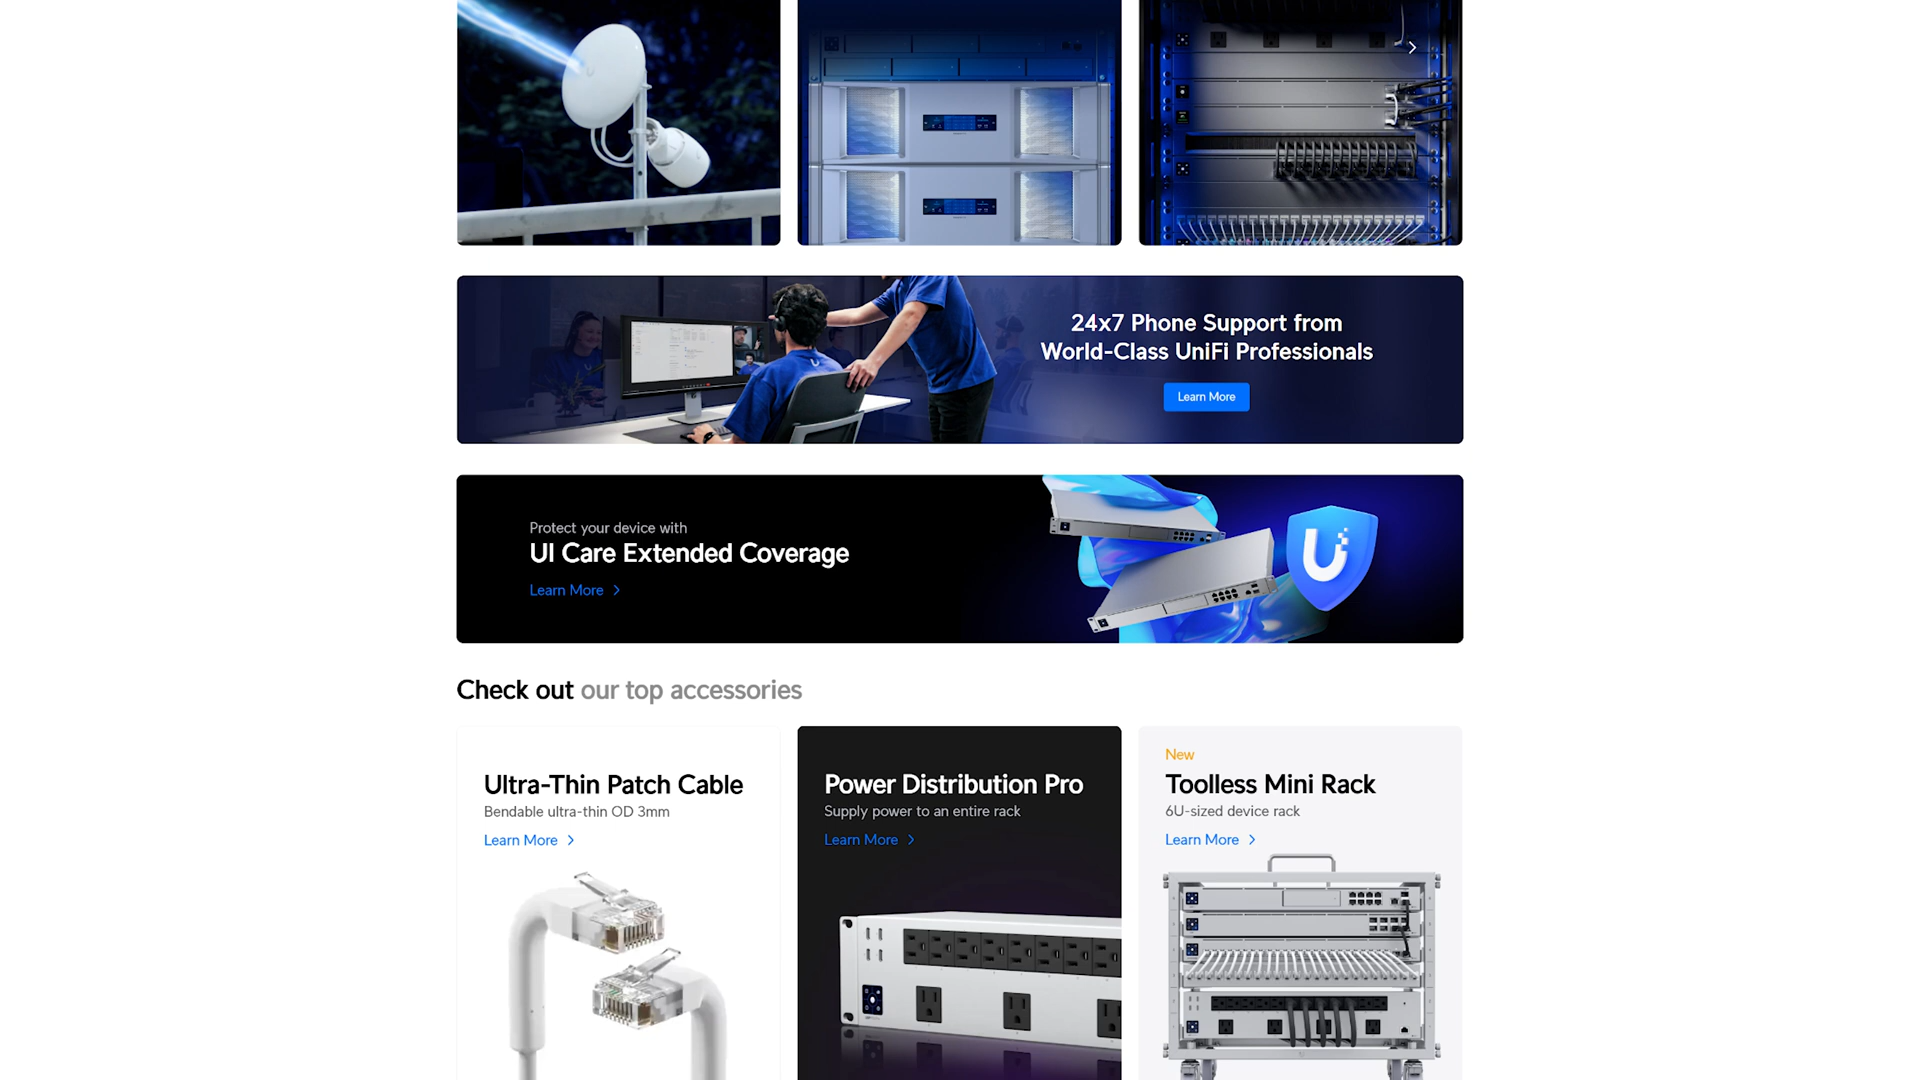 24x7 Phone Support from
World-Class UniFi Professionals
Learn More
Protect your device with
UI Care Extended Coverage
Learn More
Check out our top accessories
Ultra-Thin Patch Cable
Bendable ultra-thin OD 3mm
Learn More
Power Distribution Pro
Supply power to an entire rack
Learn More
New
Toolless Mini Rack
6U-sized device rack
Learn More